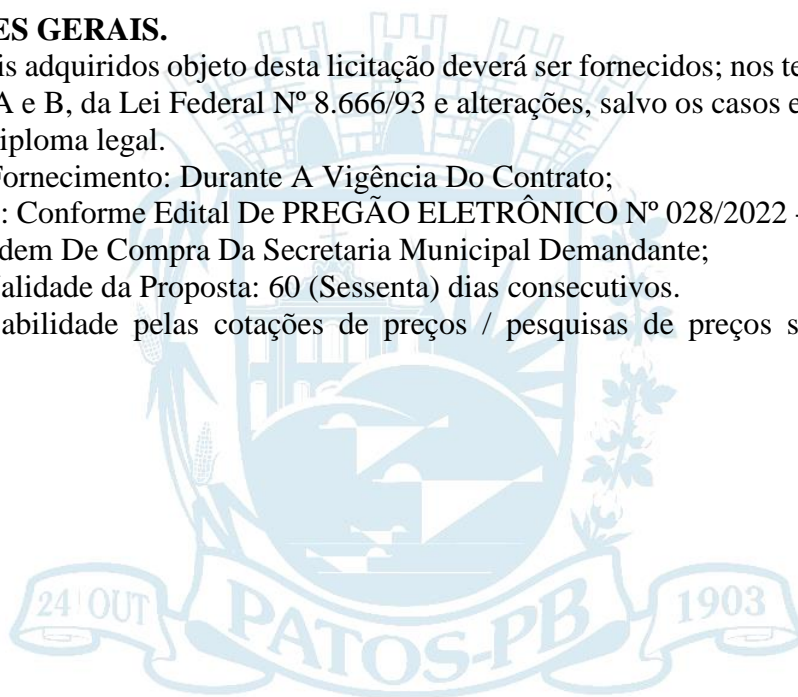 ES GERAIS.
is adquiridos objeto desta licitação deverá ser fornecidos; nos te
A e B, da Lei Federal Nº 8.666/93 e alterações, salvo os casos e
iploma legal.
Fornecimento: Durante A Vigência Do Contrato;
: Conforme Edital De PREGÃO ELETRÔNICO Nº 028/2022 -
dem De Compra Da Secretaria Municipal Demandante;
Validade da Proposta: 60 (Sessenta) dias consecutivos.
abilidade pelas cotações de preços / pesquisas de preços s
24 OUT PATOS-PB 1903